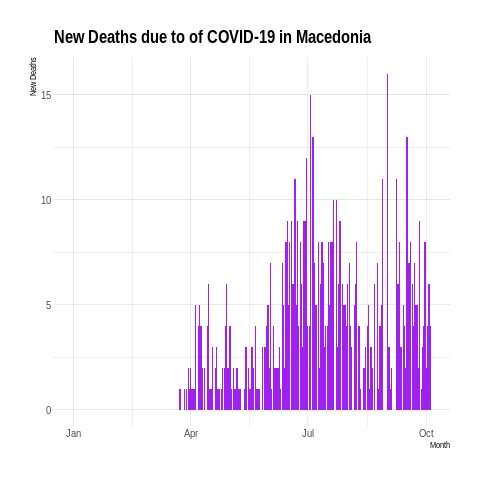 New Deaths due to of COVID-19 in Macedonia
New Deaths
15
10
5
0
Jan Apr Jul Oct
Month